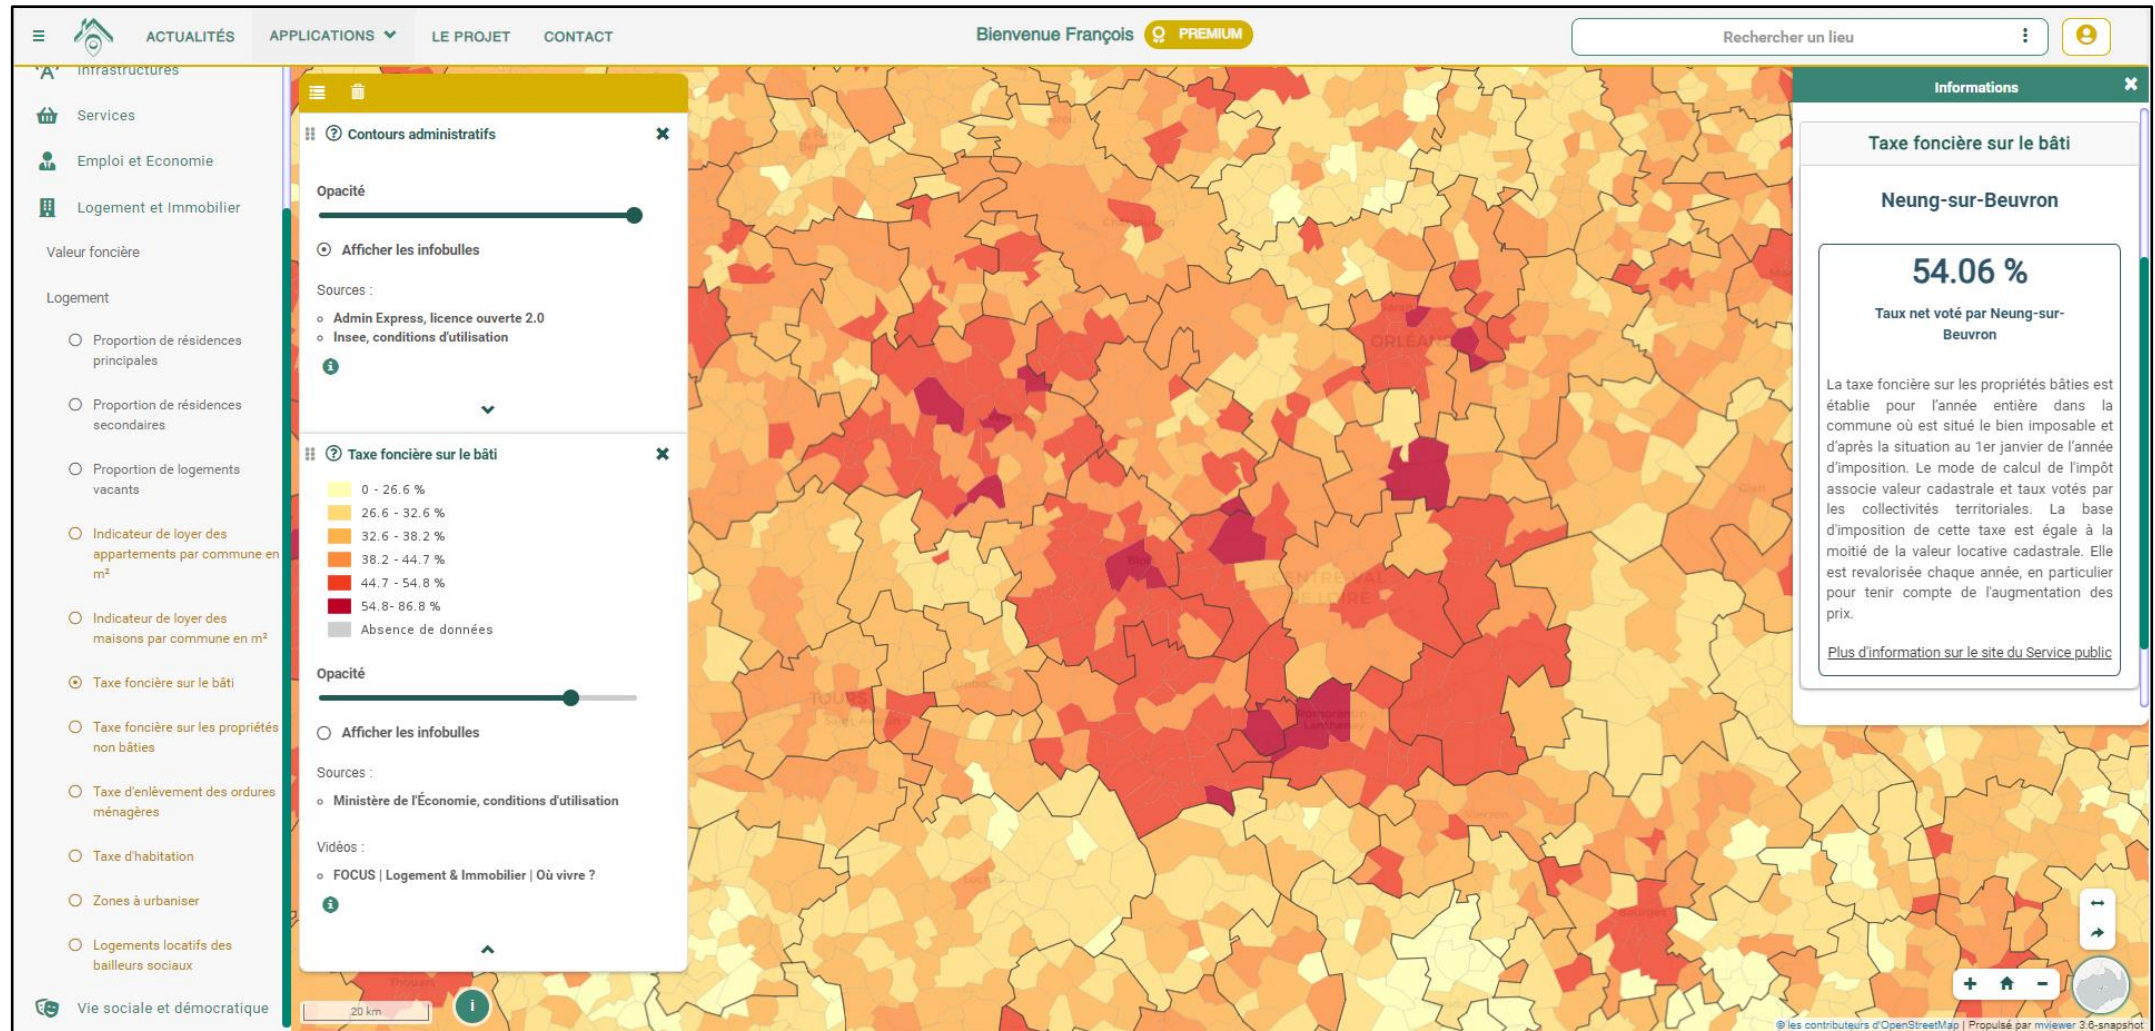 ACTUALITÉS APPLICATIONS LE PROJET CONTACT
Bienvenue François PREMIUM
Rechercher un lieu
Infrastructures
Services
Emploi et Economie
Logement et Immobilier
Valeur foncière
Logement
Proportion de résidences
principales
Proportion de résidences
secondaires
Proportion de logements
vacants
Indicateur de loyer des
appartements par commune en
m²
Indicateur de loyer des
maisons par commune en m²
Taxe foncière sur le bâti
Taxe foncière sur les propriétés
non bâties
Taxe d'enlèvement des ordures
ménagères
Taxe d'habitation
Zones à urbaniser
Logements locatifs des
bailleurs sociaux
Vie sociale et démocratique
Contours administratifs
Opacité
Afficher les infobulles
Sources :
Admin Express, licence ouverte 2.0
Insee, conditions d'utilisation
Taxe foncière sur le bâti
0 - 26.6 %
26.6 - 32.6 %
32.6 - 38.2 %
38.2 - 44.7 %
44.7 - 54.8 %
54.8- 86.8 %
Absence de données
Opacité
Afficher les infobulles
Sources :
Ministère de l'Économie, conditions d'utilisation
Vidéos :
FOCUS | Logement & Immobilier | Où vivre ?
20 km
ORLÉANS
Blois
CENTRE-VAL
DE LOIRE
TOURS
Romorantin
Lanthenay
Vierzon
Bourges
Loches
Gien
Thouars
Informations
Taxe foncière sur le bâti
Neung-sur-Beuvron
54.06 %
Taux net voté par Neung-sur-
Beuvron
La taxe foncière sur les propriétés bâties est
établie pour l'année entière dans la
commune où est situé le bien imposable et
d'après la situation au 1er janvier de l'année
d'imposition. Le mode de calcul de l'impôt
associe valeur cadastrale et taux votés par
les collectivités territoriales. La base
d'imposition de cette taxe est égale à la
moitié de la valeur locative cadastrale. Elle
est revalorisée chaque année, en particulier
pour tenir compte de l'augmentation des
prix.
Plus d'information sur le site du Service public
© les contributeurs d'OpenStreetMap | Propulsé par mviewer 3.6-snapshot